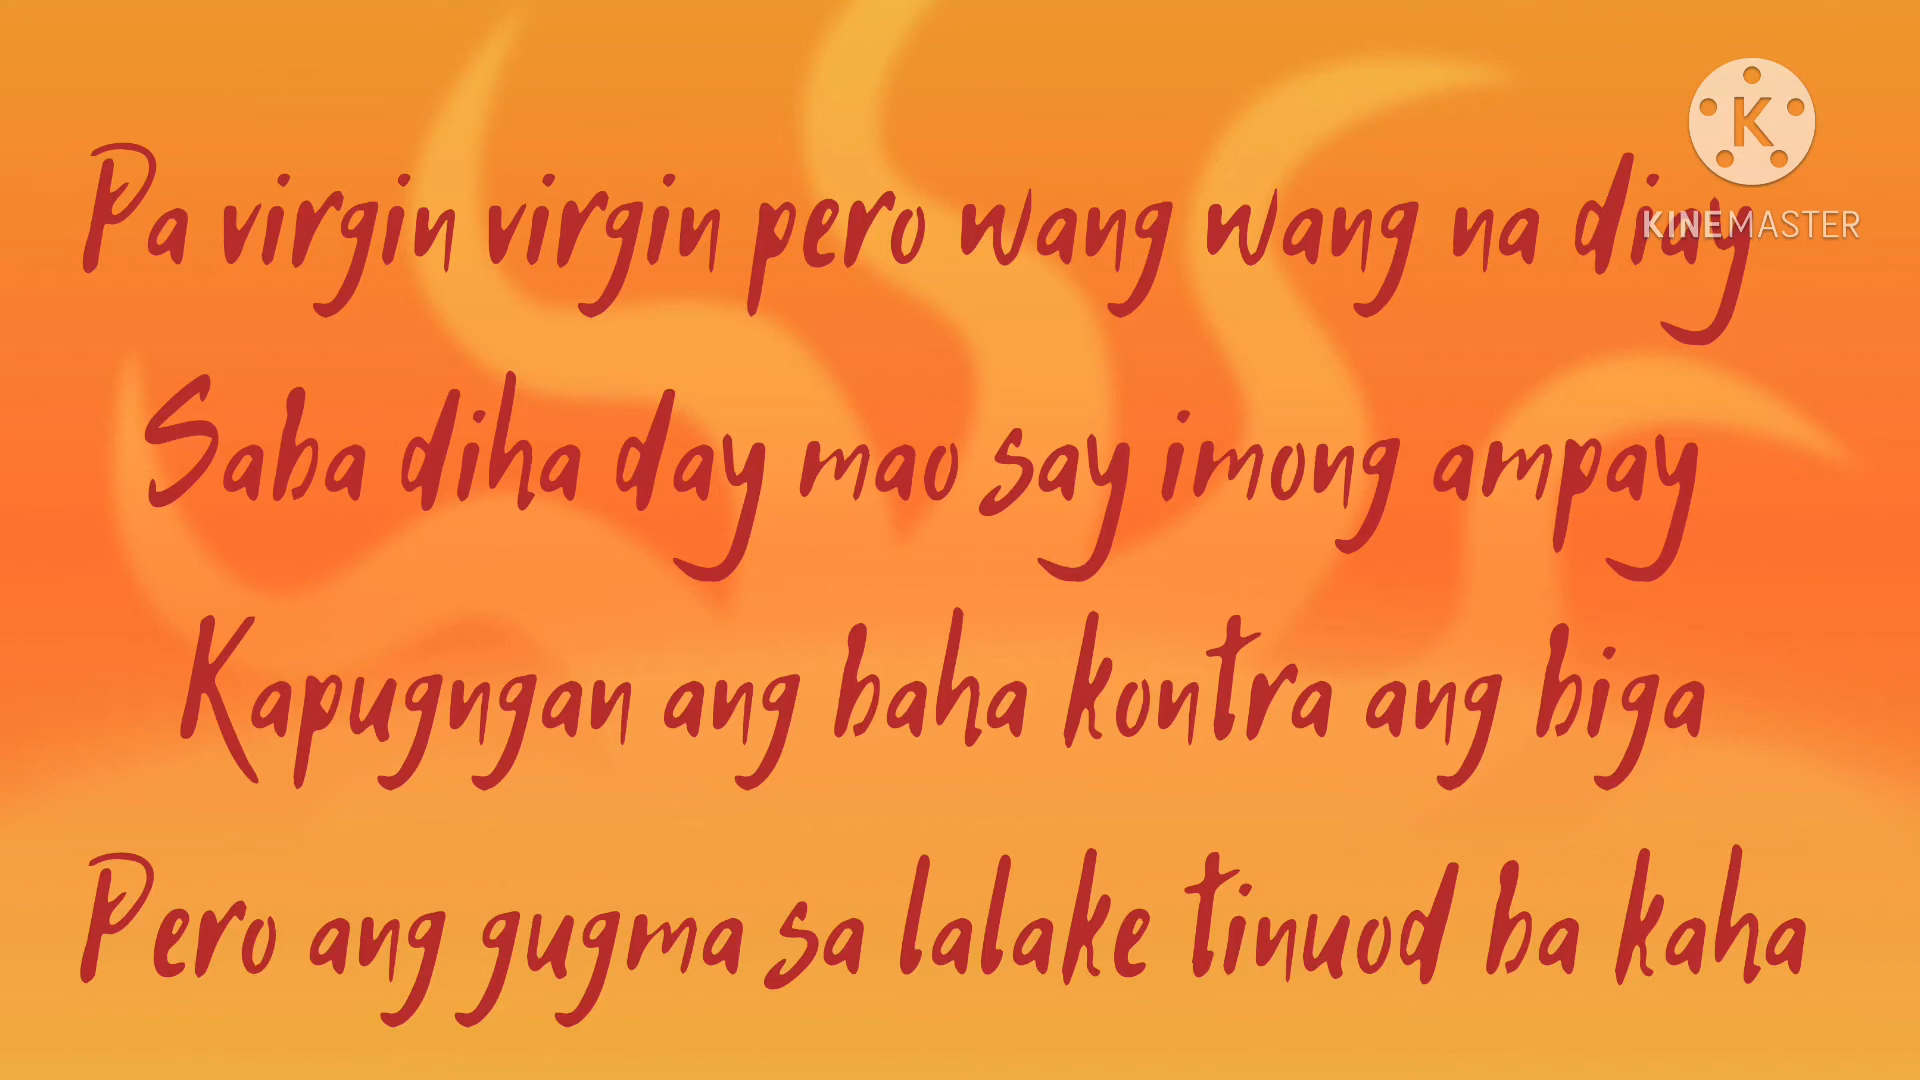 Pa virgin virgin pero wang wang na diay
KINEMASTER
Saba diha day mao say imong ampay
Kapugngan ang baha kontra ang biga
Pero ang gugma sa lalake tinuod ba kaha